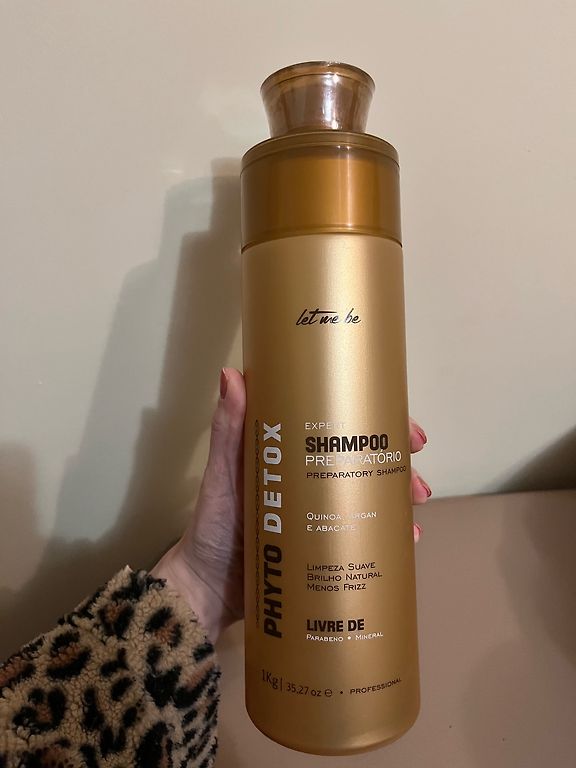 let me be
EXPERT
SHAMPOO
PREPARATÓRIO
PREPARATORY SHAMPOO
QUINOA, ARGAN
E ABACATE
LIMPEZA SUAVE
BRILHO NATURAL
MENOS FRIZZ
LIVRE DE
PARABENO • MINERAL
1Kg| 35,27 oz ℮ • PROFESSIONAL
PHYTO DETOX